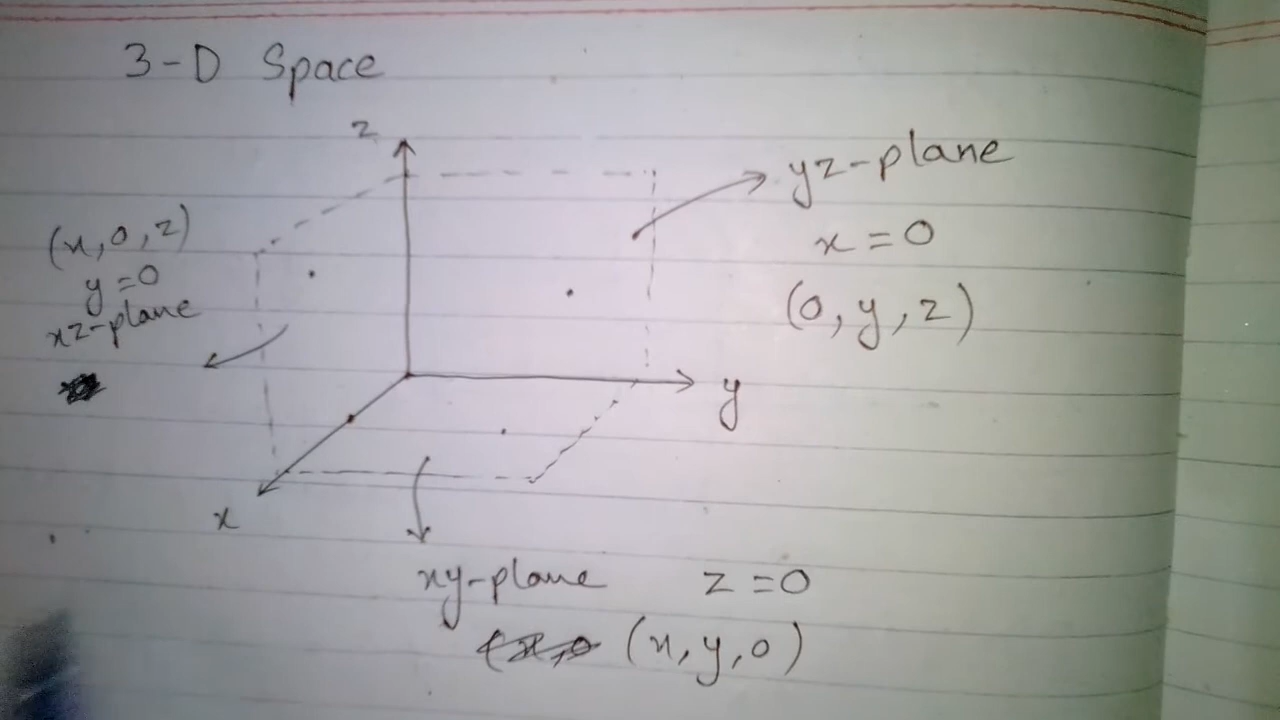 3-D Space
z
yz-plane
x = 0
(0, y, z)
(x, 0, z)
y = 0
xz-plane
y
x
xy-plane z = 0
(x, y, 0)